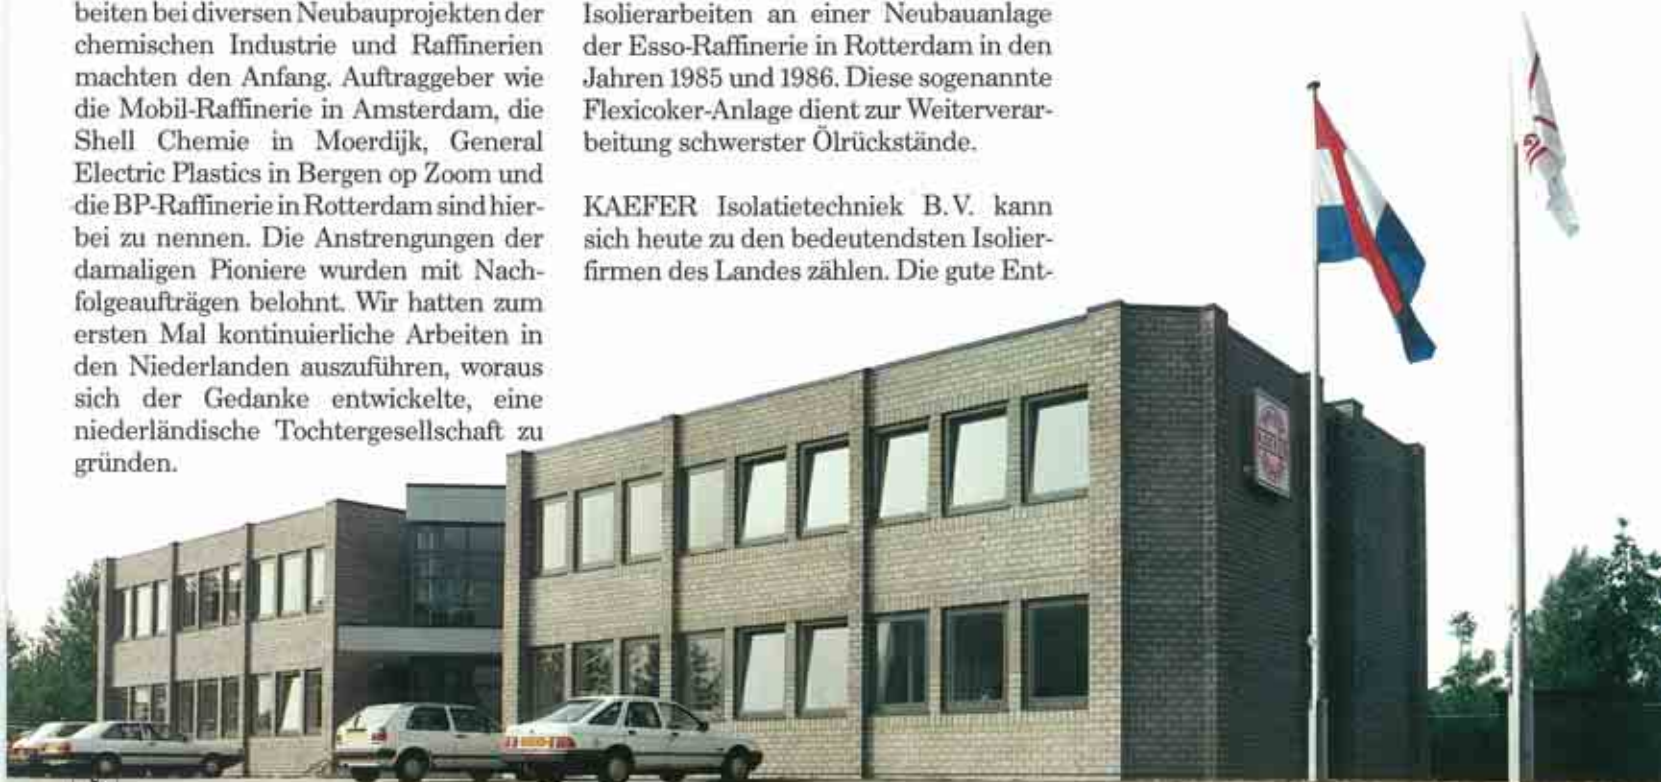 beiten bei diversen Neubauprojekten der
chemischen Industrie und Raffinerien
machten den Anfang. Auftraggeber wie
die Mobil-Raffinerie in Amsterdam, die
Shell Chemie in Moerdijk, General
Electric Plastics in Bergen op Zoom und
die BP-Raffinerie in Rotterdam sind hier-
bei zu nennen. Die Anstrengungen der
damaligen Pioniere wurden mit Nach-
folgeaufträgen belohnt. Wir hatten zum
ersten Mal kontinuierliche Arbeiten in
den Niederlanden auszuführen, woraus
sich der Gedanke entwickelte, eine
niederländische Tochtergesellschaft zu
gründen.
Isolierarbeiten an einer Neubauanlage
der Esso-Raffinerie in Rotterdam in den
Jahren 1985 und 1986. Diese sogenannte
Flexicoker-Anlage dient zur Weiterverar-
beitung schwerster Ölrückstände.
KAEFER Isolatietechniek B.V. kann
sich heute zu den bedeutendsten Isolier-
firmen des Landes zählen. Die gute Ent-